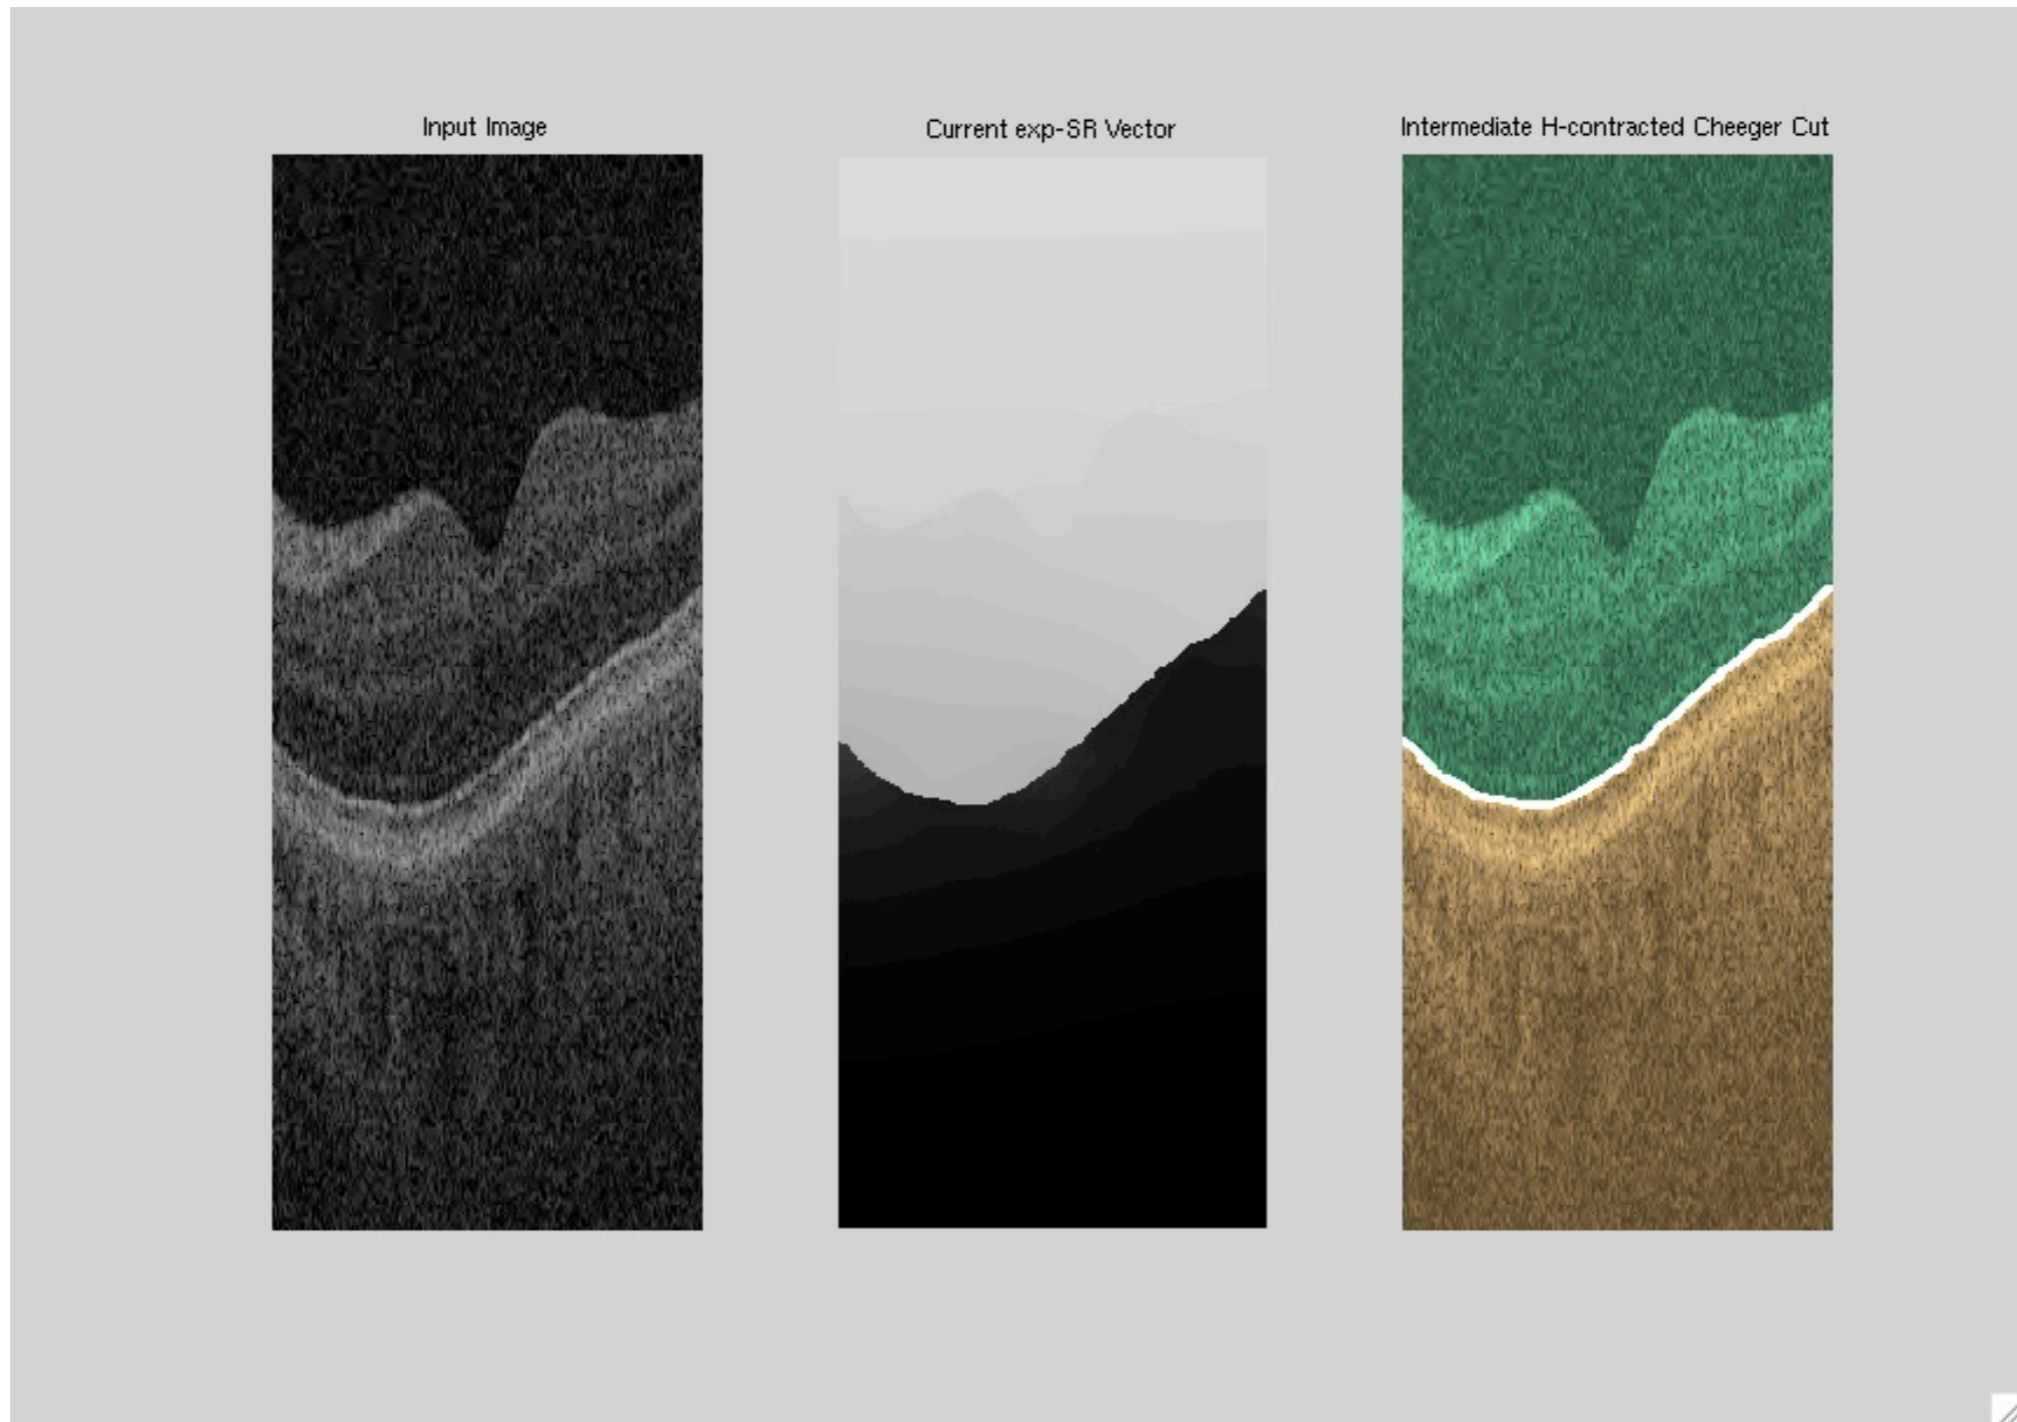 Input Image
Current exp-SR Vector
Intermediate H-contracted Cheeger Cut